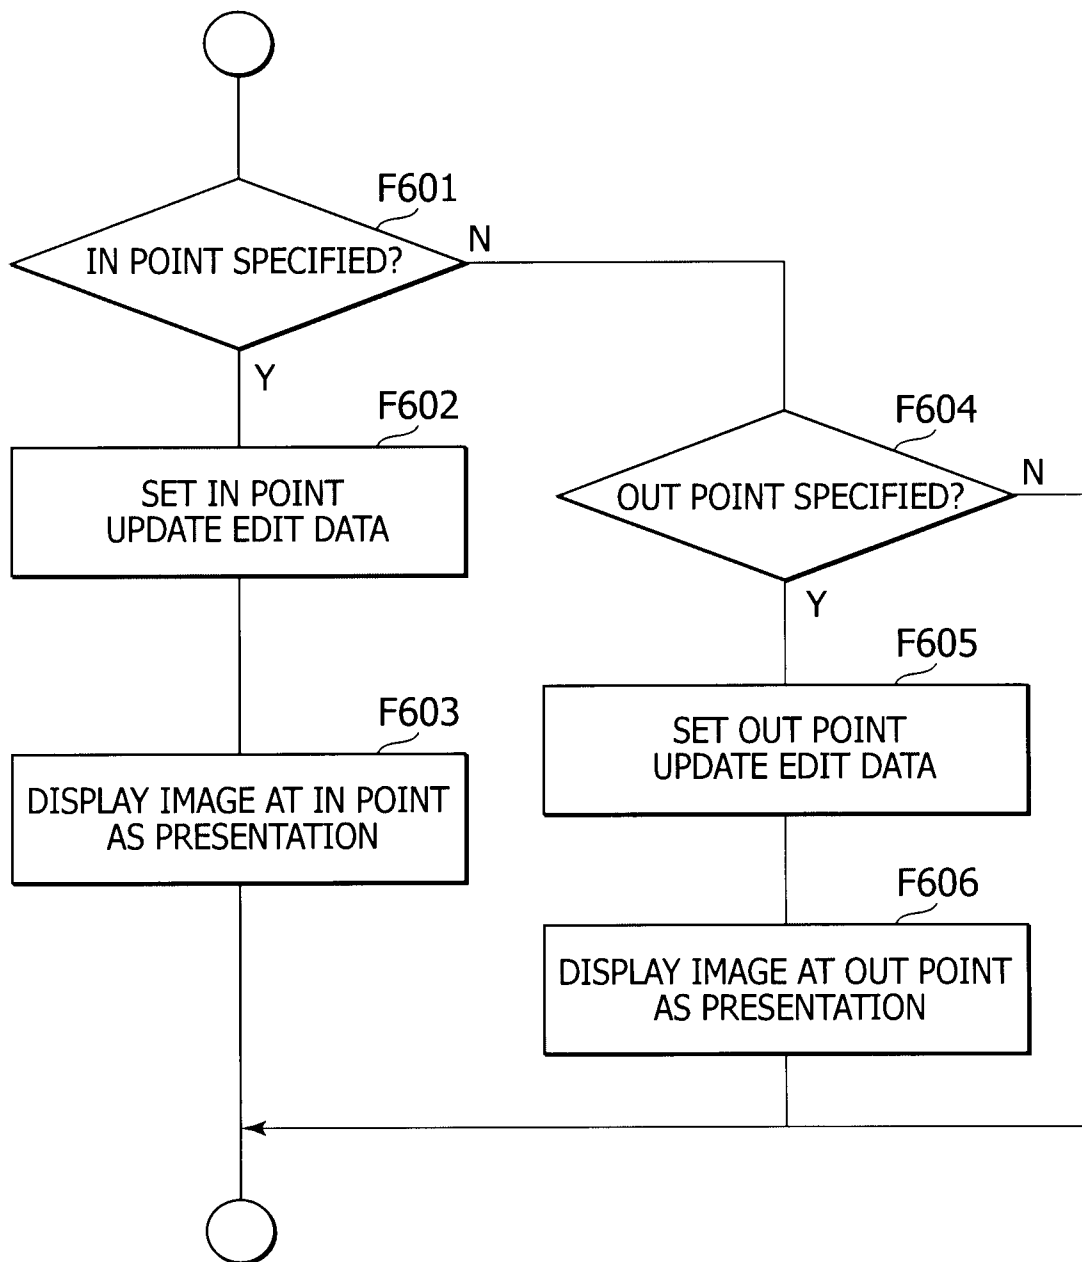 F601
IN POINT SPECIFIED?
N
Y
F602
SET IN POINT
UPDATE EDIT DATA
F603
DISPLAY IMAGE AT IN POINT
AS PRESENTATION
F604
OUT POINT SPECIFIED?
N
Y
F605
SET OUT POINT
UPDATE EDIT DATA
F606
DISPLAY IMAGE AT OUT POINT
AS PRESENTATION